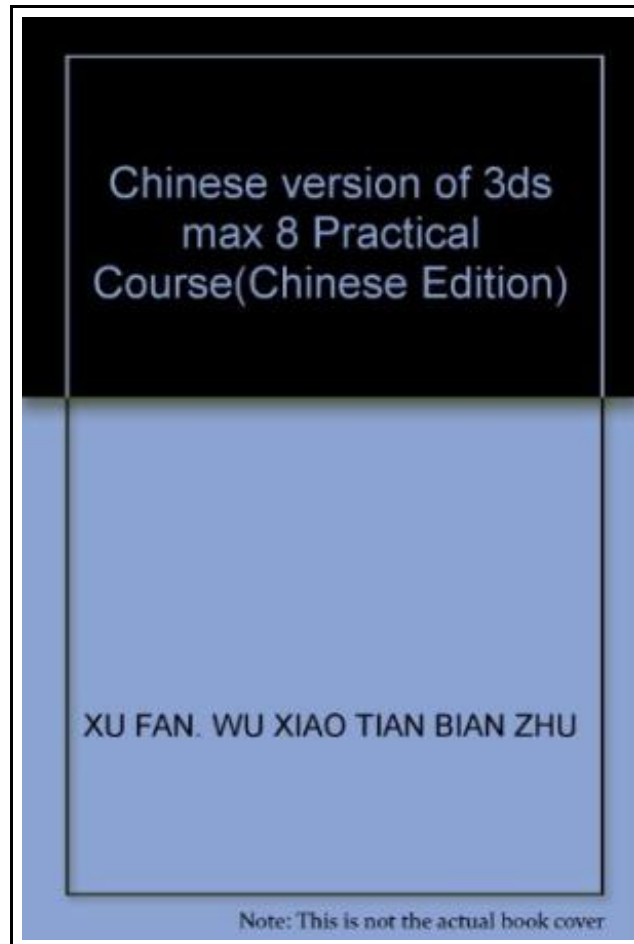 Chinese version of 3ds
max 8 Practical
Course(Chinese Edition)
XU FAN. WU XIAO TIAN BIAN ZHU
Note: This is not the actual book cover